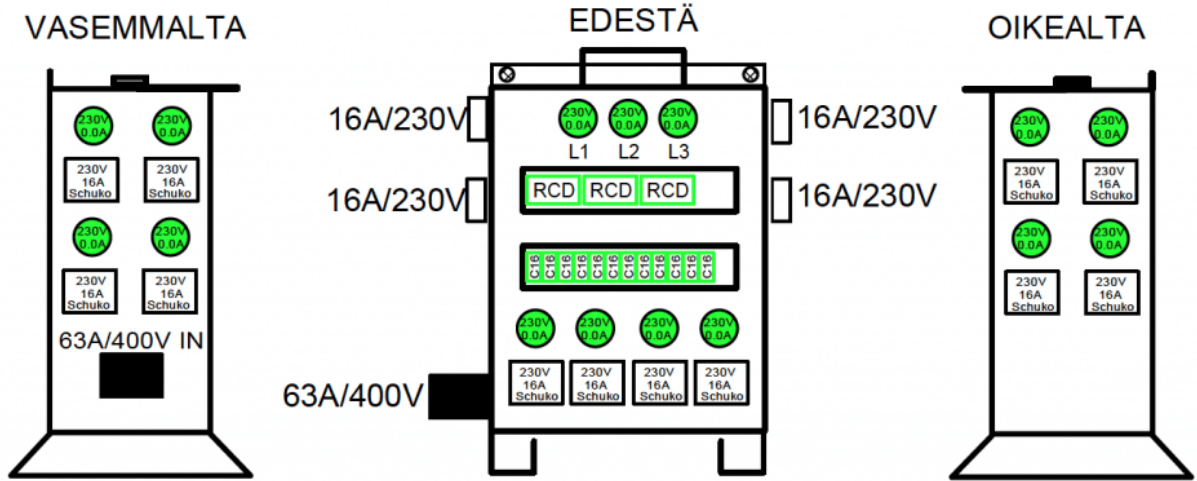 VASEMMALTA
230V
0.0A
230V
0.0A
230V
16A
Schuko
230V
16A
Schuko
230V
0.0A
230V
0.0A
230V
16A
Schuko
230V
16A
Schuko
63A/400V IN
EDESTÄ
16A/230V
16A/230V
230V
0.0A
230V
0.0A
230V
0.0A
L1 L2 L3
16A/230V
16A/230V
RCD RCD RCD
C16 C16 C16 C16 C16 C16 C16 C16 C16 C16 C16 C16
230V
0.0A
230V
0.0A
230V
0.0A
230V
0.0A
230V
16A
Schuko
230V
16A
Schuko
230V
16A
Schuko
230V
16A
Schuko
63A/400V
OIKEALTA
230V
0.0A
230V
0.0A
230V
16A
Schuko
230V
16A
Schuko
230V
0.0A
230V
0.0A
230V
16A
Schuko
230V
16A
Schuko